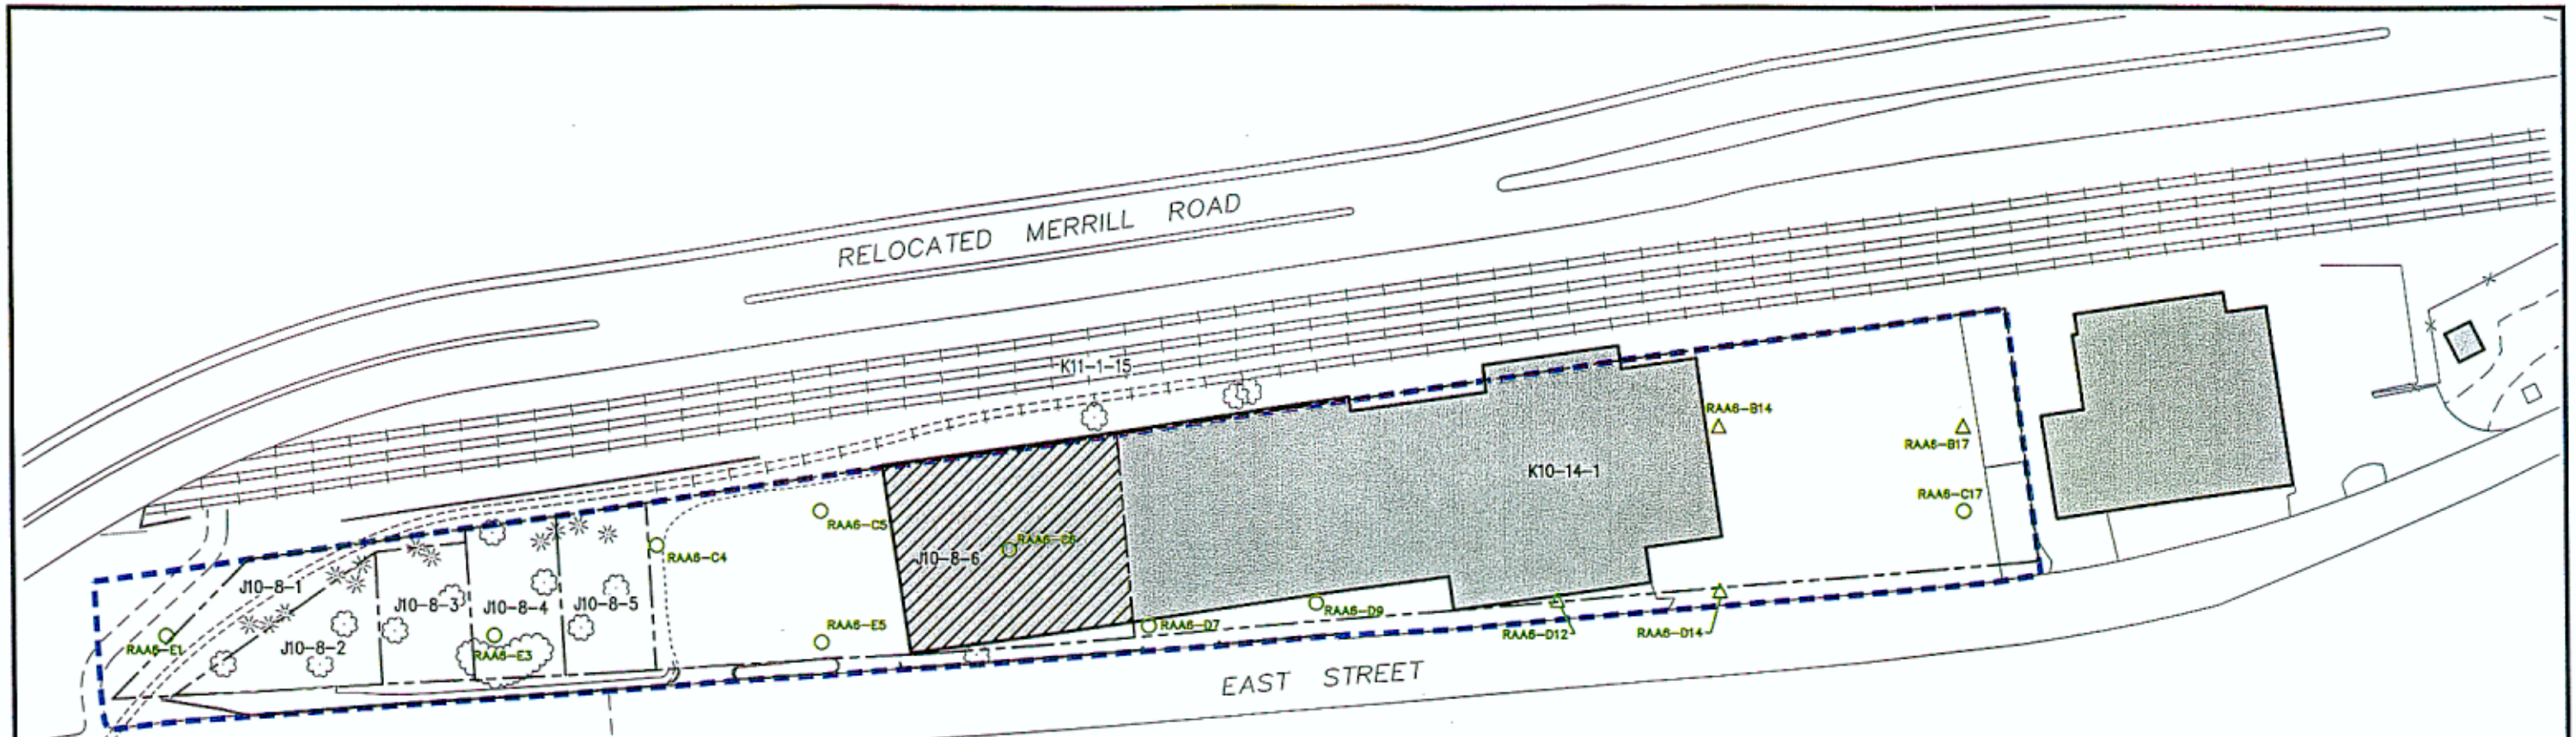 RELOCATED MERRILL ROAD
K11-1-15
RAA6-B14
RAA6-B17
K10-14-1
RAA6-C17
RAA6-C5
RAA6-C4
J10-8-6
J10-8-1
J10-8-3
J10-8-4
J10-8-5
RAA6-E5
RAA6-D9
RAA6-D7
RAA6-D12
RAA6-D14
RAA6-E1
J10-8-2
RAA6-E3
EAST STREET